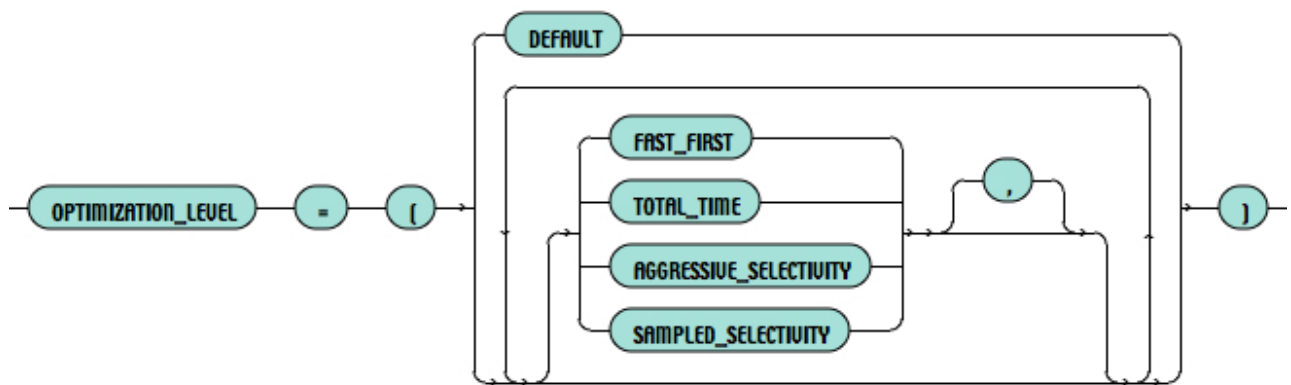 DEFAULT
FAST_FIRST
,
TOTAL_TIME
OPTIMIZATION_LEVEL = ( )
AGGRESSIVE_SELECTIVITY
SAMPLED_SELECTIVITY